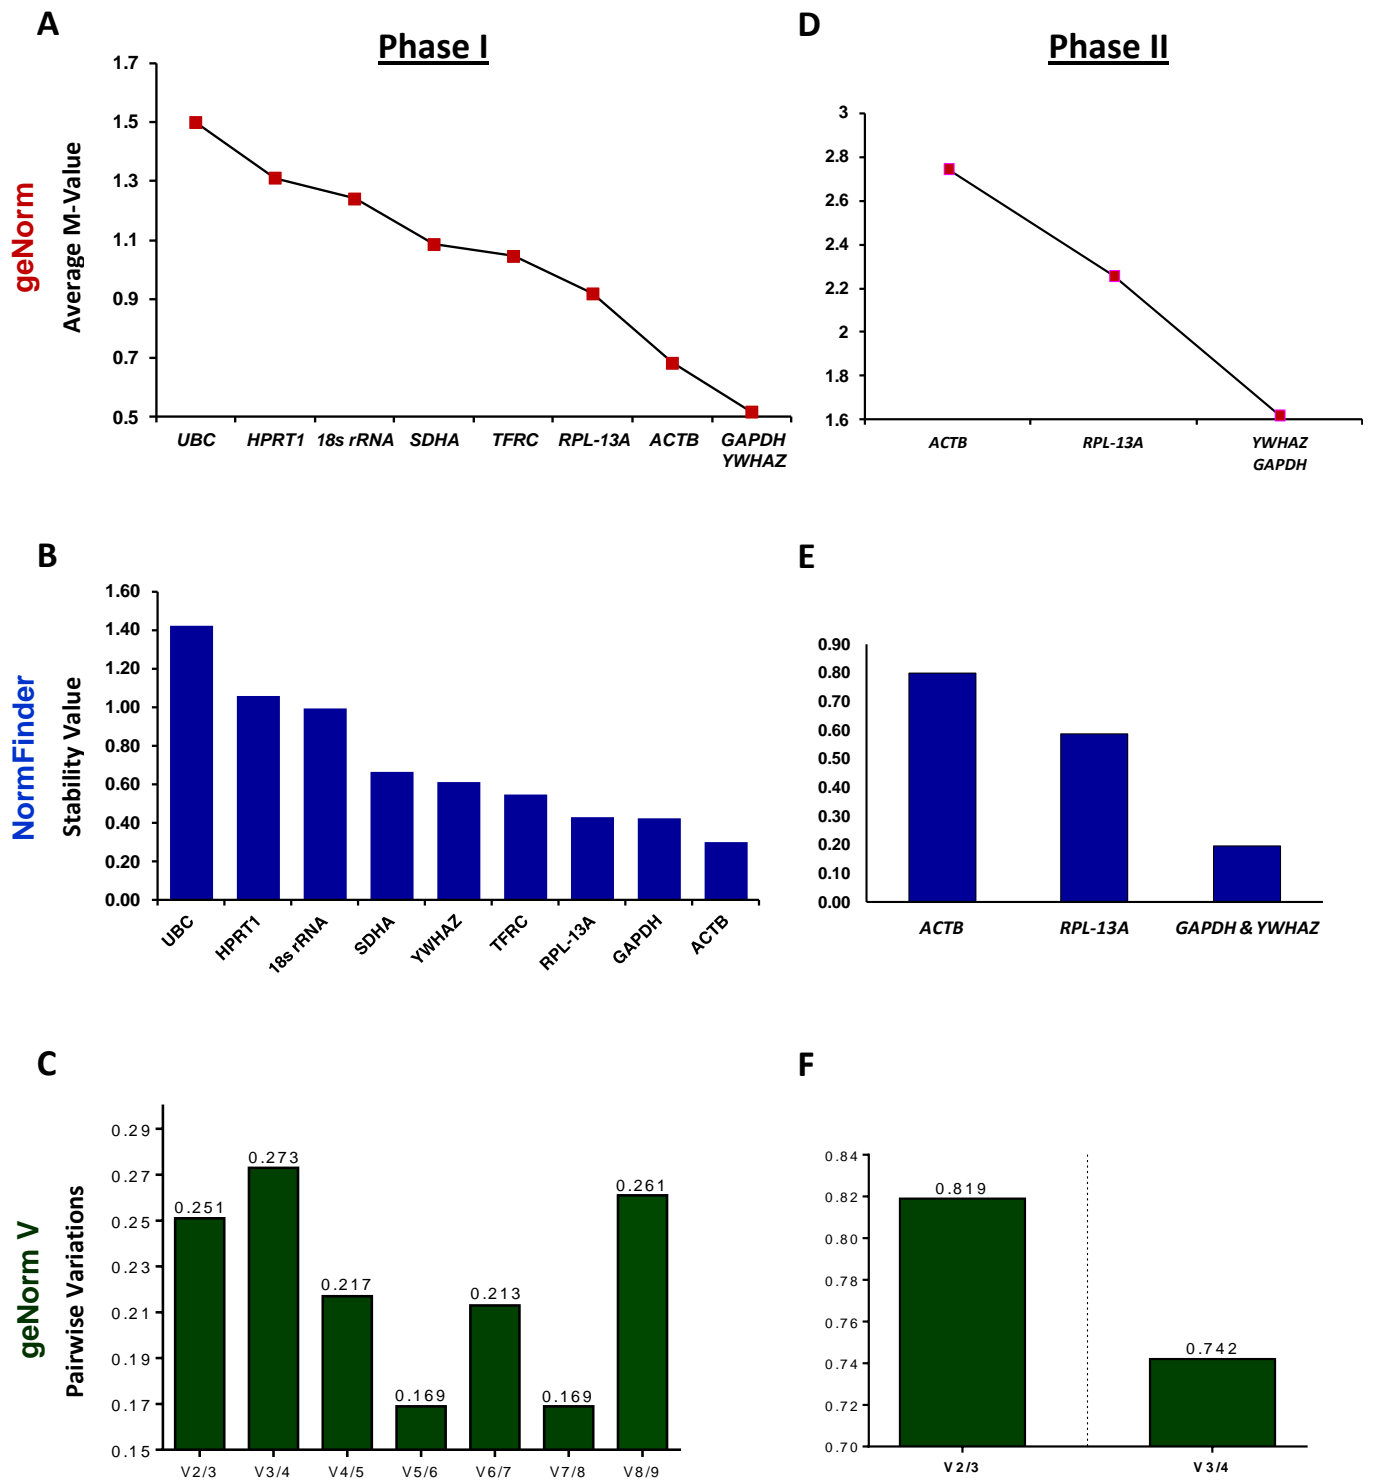 A
Phase I
geNorm
Average M-Value
1.7
1.5
1.3
1.1
0.9
0.7
0.5
UBC HPRT1 18s rRNA SDHA TFRC RPL-13A ACTB GAPDH
YWHAZ
D
Phase II
3
2.8
2.6
2.4
2.2
2
1.8
1.6
ACTB RPL-13A YWHAZ
GAPDH
B
NormFinder
Stability Value
1.60
1.40
1.20
1.00
0.80
0.60
0.40
0.20
0.00
UBC HPRT1 18s rRNA SDHA YWHAZ TFRC RPL-13A GAPDH ACTB
E
0.90
0.80
0.70
0.60
0.50
0.40
0.30
0.20
0.10
0.00
ACTB RPL-13A GAPDH & YWHAZ
C
geNorm V
Pairwise Variations
0.29
0.27
0.25
0.23
0.21
0.19
0.17
0.15
0.251 0.273 0.217 0.169 0.213 0.169 0.261
V2/3 V3/4 V4/5 V5/6 V6/7 V7/8 V8/9
F
0.84
0.82
0.80
0.78
0.76
0.74
0.72
0.70
0.819 0.742
V2/3 V3/4